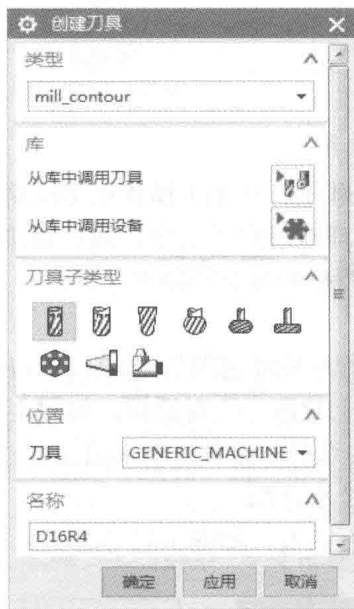 创建刀具
类型
mill_contour
库
从库中调用刀具
从库中调用设备
刀具子类型
位置
刀具 GENERIC_MACHINE
名称
D16R4
确定 应用 取消